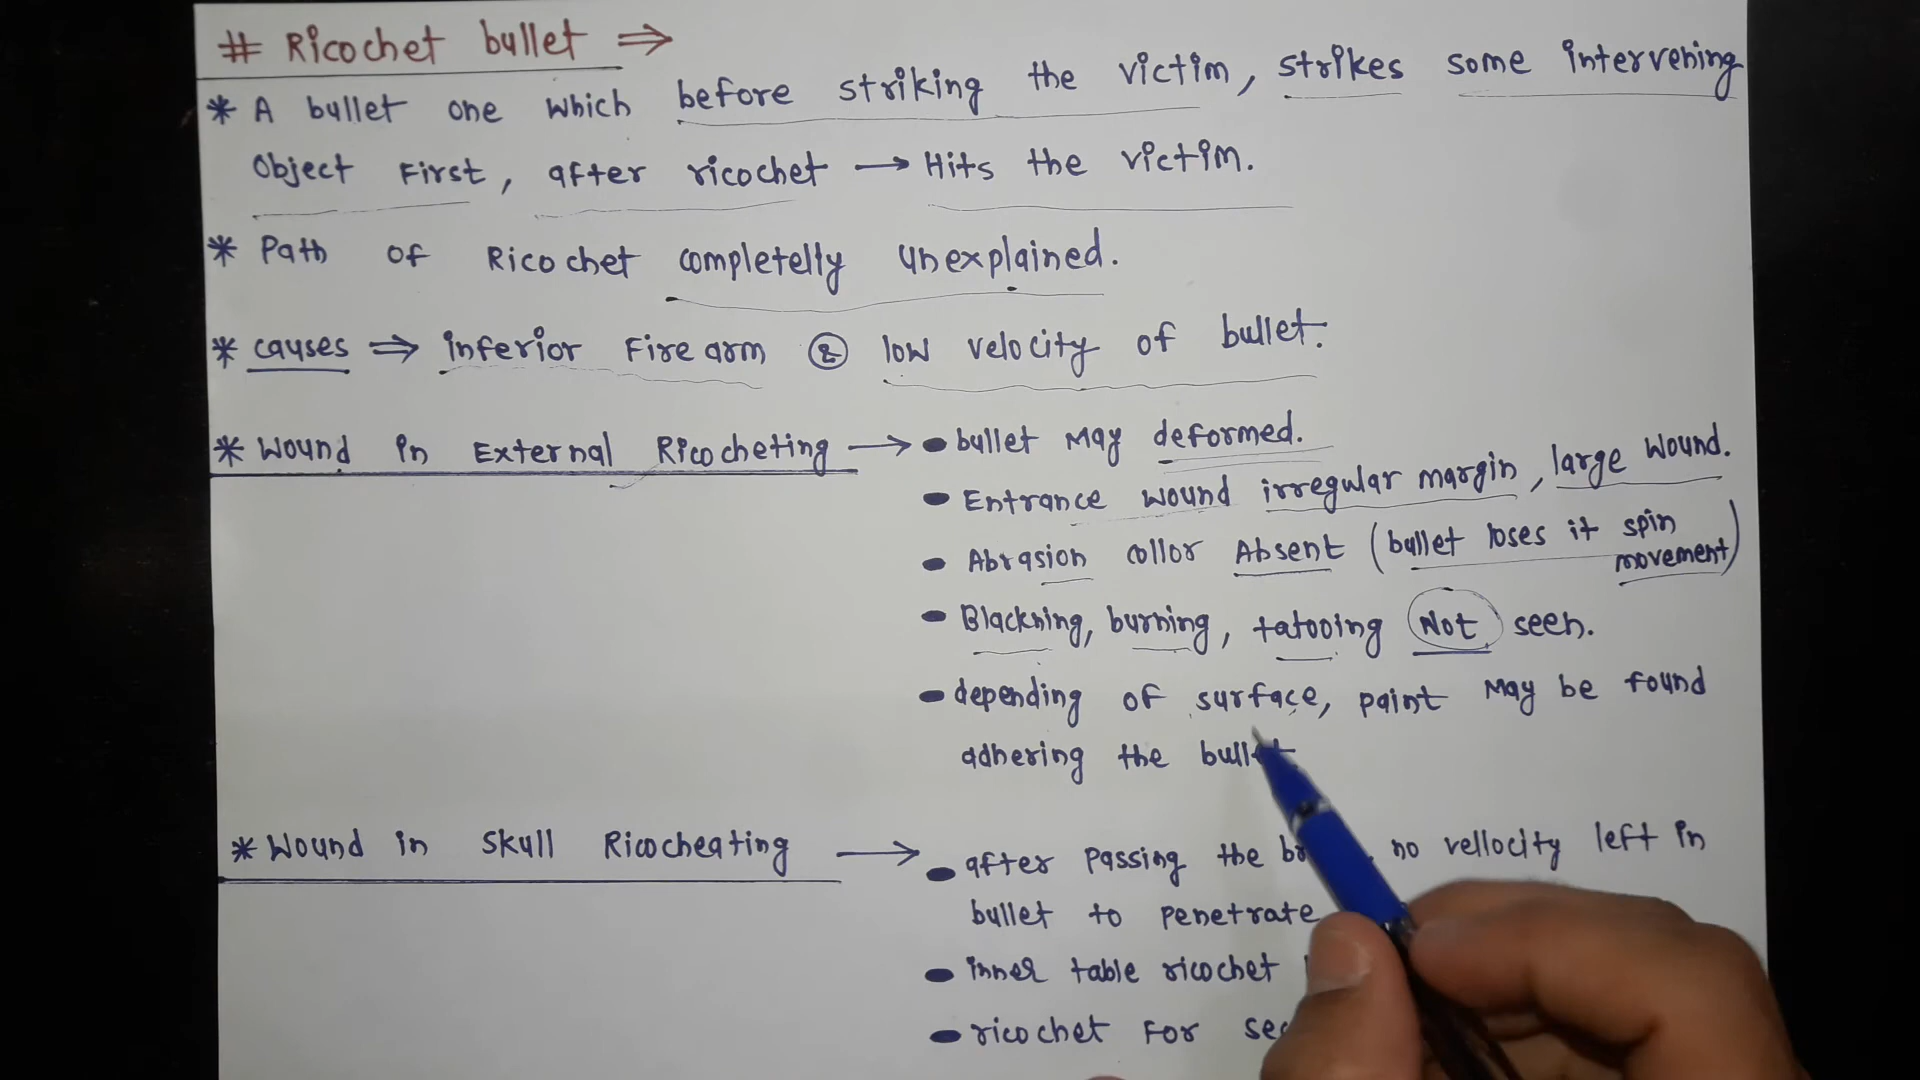 # Ricochet bullet ⇒
* A bullet one which before striking the victim, strikes some intervening
Object First, after ricochet → Hits the victim.
* Path of Ricochet completelly unexplained.
* causes ⇒ inferior Fire arm & low velocity of bullet.
* Wound in External Ricocheting → • bullet may deformed.
• Entrance wound irregular margin, large wound.
• Abrasion collor Absent (bullet loses it spin movement)
• Blackning, burning, tatooing Not seen.
• depending of surface, paint may be found
adhering the bullet
* Wound in Skull Ricocheating → • after passing the no vellocity left in
bullet to penetrate
• inner table ricochet
• ricochet For